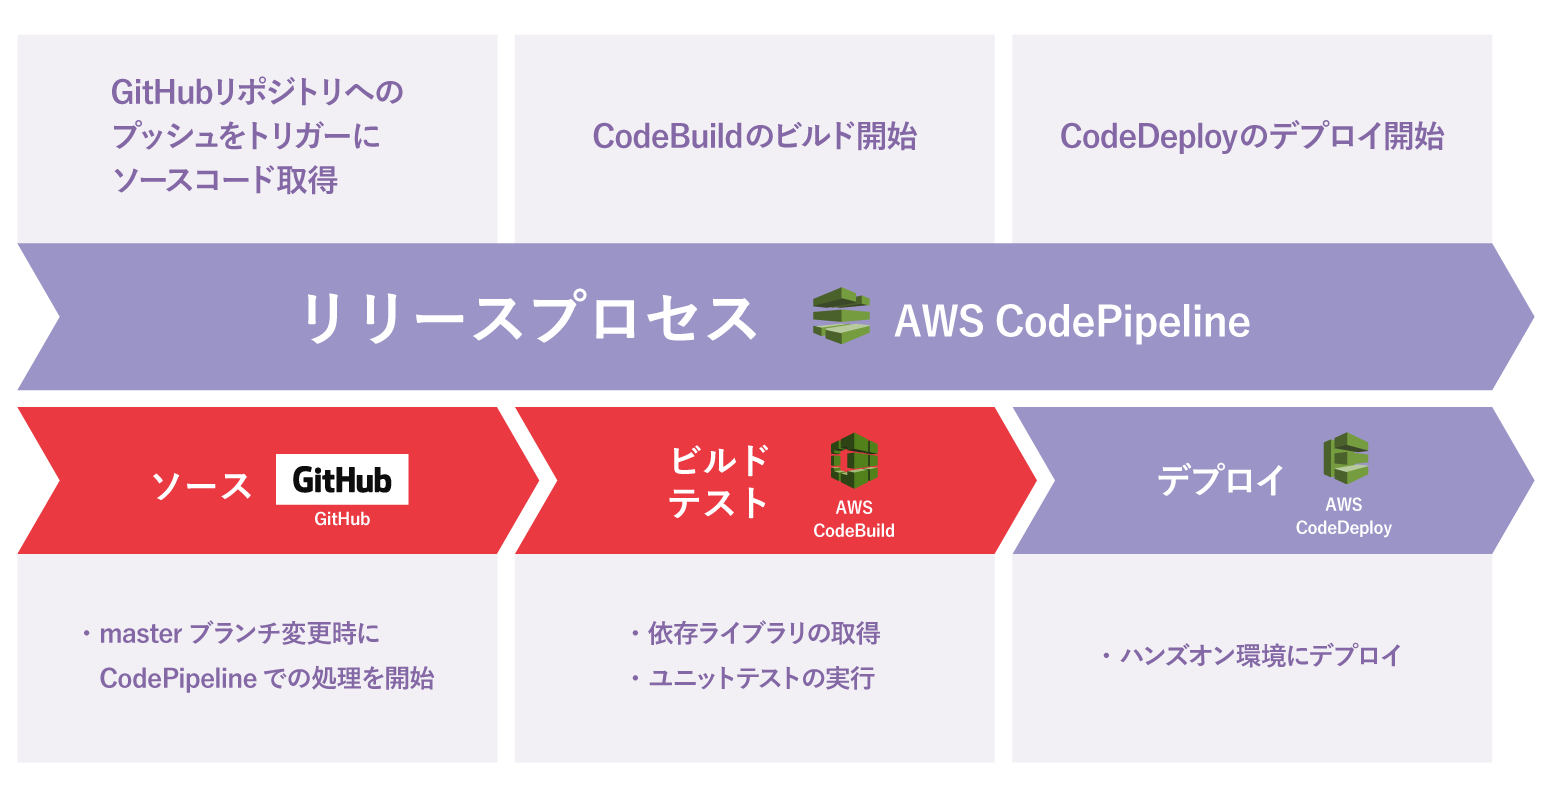 GitHubリポジトリへの
プッシュをトリガーに
ソースコード取得
CodeBuildのビルド開始
CodeDeployのデプロイ開始
リリースプロセス AWS CodePipeline
ソース
GitHub
GitHub
ビルド
テスト
AWS
CodeBuild
デプロイ
AWS
CodeDeploy
・master ブランチ変更時に
CodePipeline での処理を開始
・依存ライブラリの取得
・ユニットテストの実行
・ハンズオン環境にデプロイ